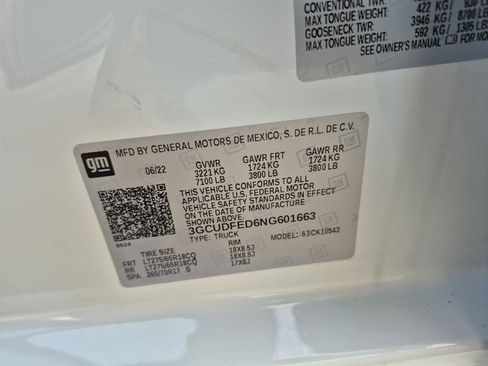 CONVENTIONAL TWR:
MAX TONGUE WEIGHT: 422 KG / 930 LB
GOOSENECK TWR: 3946 KG / 8700 LB
MAX TONGUE WEIGHT: 592 KG / 1305 LBS
SEE OWNER'S MANUAL FOR MO
gm
MFD BY GENERAL MOTORS DE MEXICO, S. DE R.L. DE C.V.
06/22 GVWR GAWR FRT GAWR RR
3221 KG 1724 KG 1724 KG
7100 LB 3800 LB 3800 LB
THIS VEHICLE CONFORMS TO ALL
APPLICABLE U.S. FEDERAL MOTOR
VEHICLE SAFETY STANDARDS IN EFFECT
ON THE DATE OF MANUFACTURE SHOWN ABOVE.
3GCUDFED6NG601663
TYPE: TRUCK 63CK10543
TIRE SIZE RIM
FRT LT275/65R18CQ 18X8.5J
RR LT275/65R18CQ 18X8.5J
SPA 265/70R17 S 17X8J